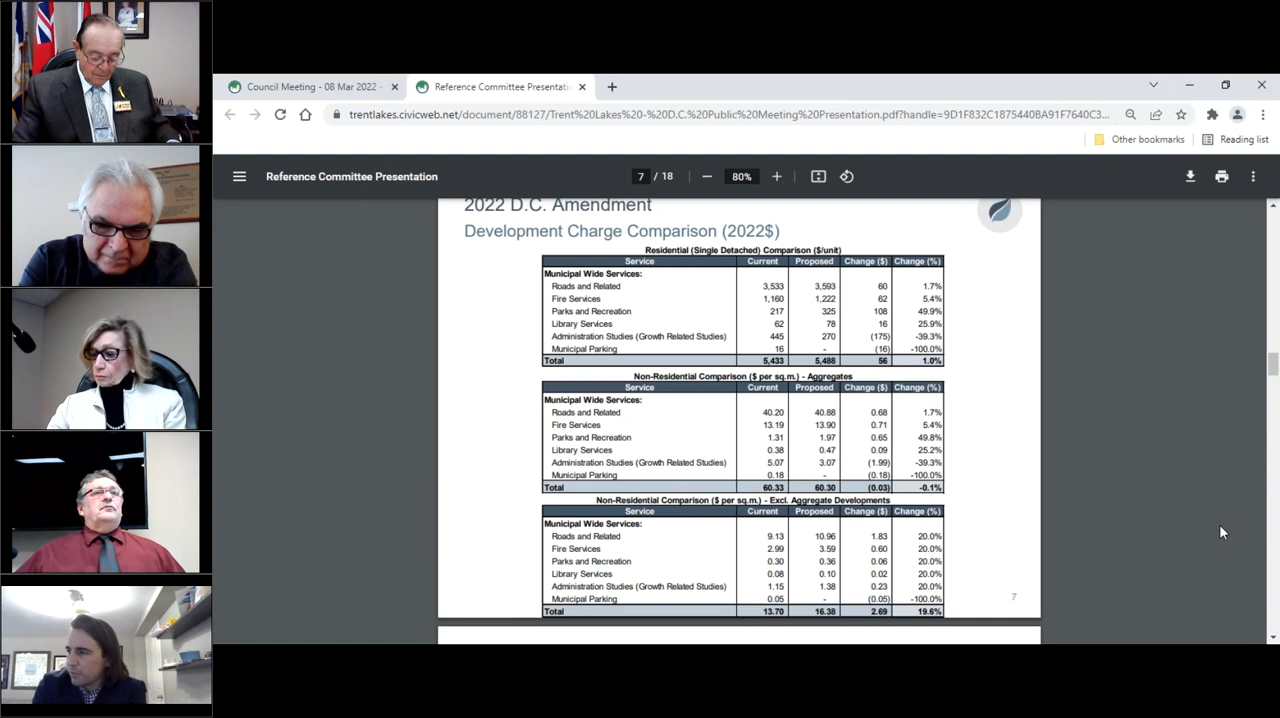 Council Meeting - 08 Mar 2022 -
Reference Committee Presentati
trentlakes.civicweb.net/document/88127/Trent%20Lakes%20-%20D.C.%20Public%20Meeting%20Presentation.pdf?handle=9D1F832C1875440BA91F7640C3...
Other bookmarks
Reading list
Reference Committee Presentation
7 / 18
80%
2022 D.C. Amendment
Development Charge Comparison (2022$)
Residential (Single Detached) Comparison ($/unit)
Service Current Proposed Change ($) Change (%)
Municipal Wide Services:
Roads and Related 3,533 3,593 60 1.7%
Fire Services 1,160 1,222 62 5.4%
Parks and Recreation 217 325 108 49.9%
Library Services 62 78 16 25.9%
Administration Studies (Growth Related Studies) 445 270 (175) -39.3%
Municipal Parking 16 - (16) -100.0%
Total 5,433 5,488 56 1.0%
Non-Residential Comparison ($ per sq.m.) - Aggregates
Service Current Proposed Change ($) Change (%)
Municipal Wide Services:
Roads and Related 40.20 40.88 0.68 1.7%
Fire Services 13.19 13.90 0.71 5.4%
Parks and Recreation 1.31 1.97 0.65 49.8%
Library Services 0.38 0.47 0.09 25.2%
Administration Studies (Growth Related Studies) 5.07 3.07 (1.99) -39.3%
Municipal Parking 0.18 - (0.18) -100.0%
Total 60.33 60.30 (0.03) -0.1%
Non-Residential Comparison ($ per sq.m.) - Excl. Aggregate Developments
Service Current Proposed Change ($) Change (%)
Municipal Wide Services:
Roads and Related 9.13 10.96 1.83 20.0%
Fire Services 2.99 3.59 0.60 20.0%
Parks and Recreation 0.30 0.36 0.06 20.0%
Library Services 0.08 0.10 0.02 20.0%
Administration Studies (Growth Related Studies) 1.15 1.38 0.23 20.0%
Municipal Parking 0.05 - (0.05) -100.0%
Total 13.70 16.38 2.69 19.6%
7